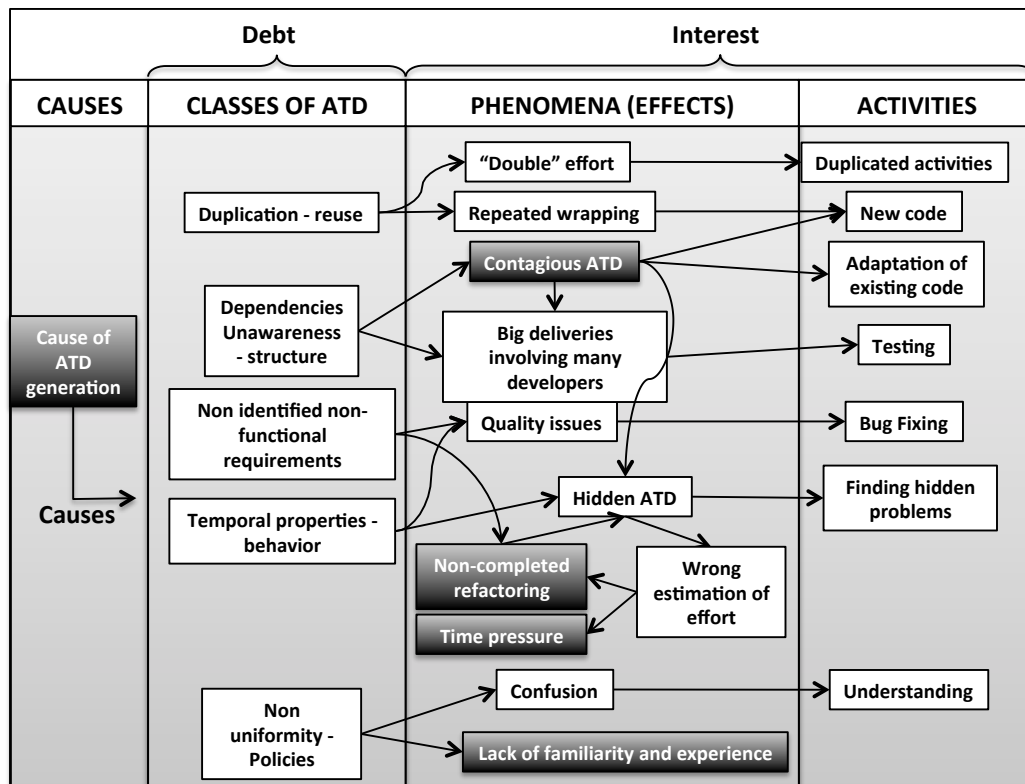 Debt
Interest
CAUSES
CLASSES OF ATD
PHENOMENA (EFFECTS)
ACTIVITIES
“Double” effort
Duplicated activities
Duplication - reuse
Repeated wrapping
New code
Contagious ATD
Adaptation of
existing code
Dependencies
Unawareness
- structure
Big deliveries
involving many
developers
Testing
Cause of
ATD
generation
Non identified non-
functional
requirements
Quality issues
Bug Fixing
Causes
Temporal properties -
behavior
Hidden ATD
Finding hidden
problems
Non-completed
refactoring
Wrong
estimation of
effort
Time pressure
Confusion
Understanding
Non
uniformity -
Policies
Lack of familiarity and experience